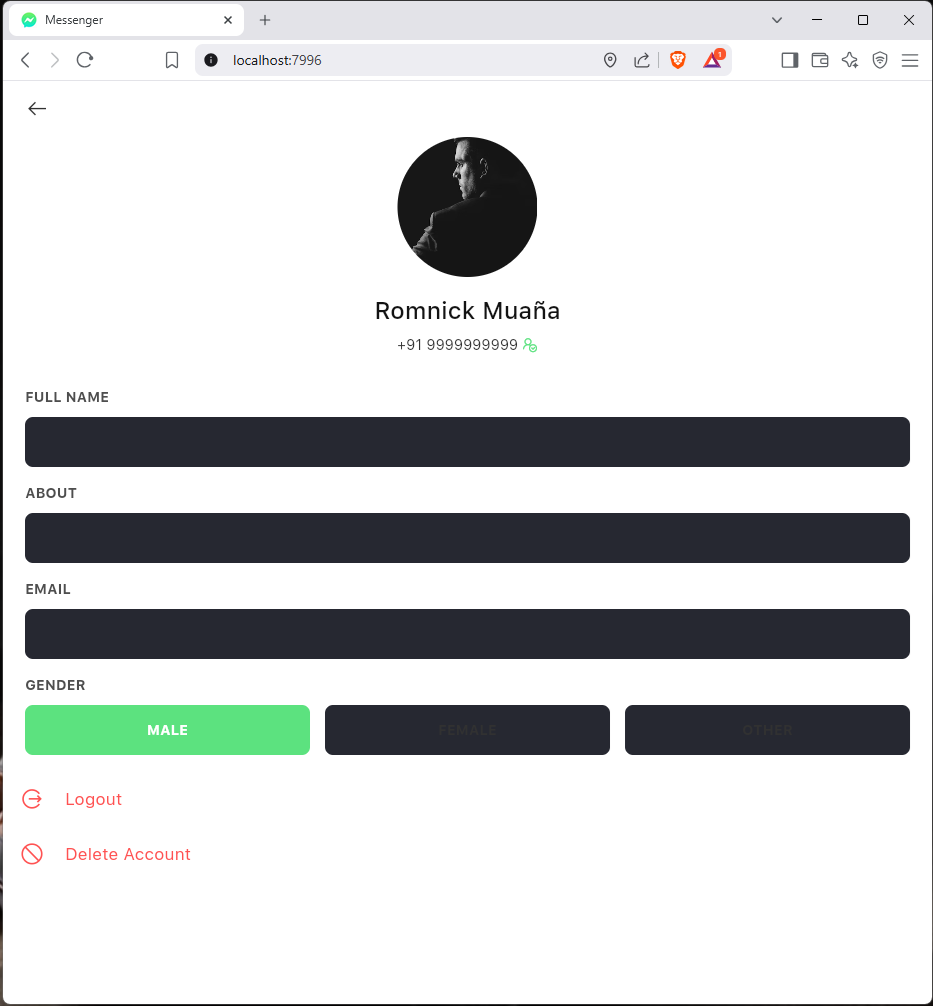 Messenger
localhost:7996
1
Romnick Muaña
+91 9999999999
FULL NAME
ABOUT
EMAIL
GENDER
MALE
FEMALE
OTHER
Logout
Delete Account